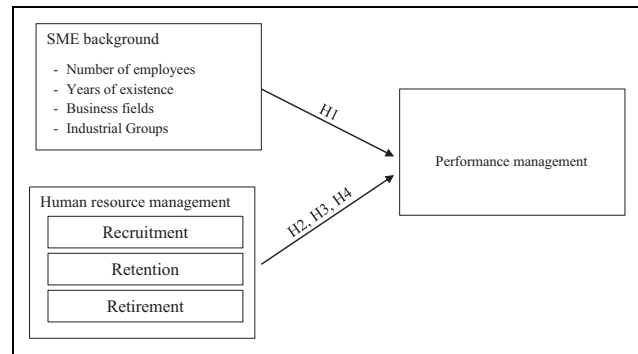 SME background
- Number of employees
- Years of existence
- Business fields
- Industrial Groups
H1
Performance management
Human resource management
Recruitment
Retention
Retirement
H2, H3, H4